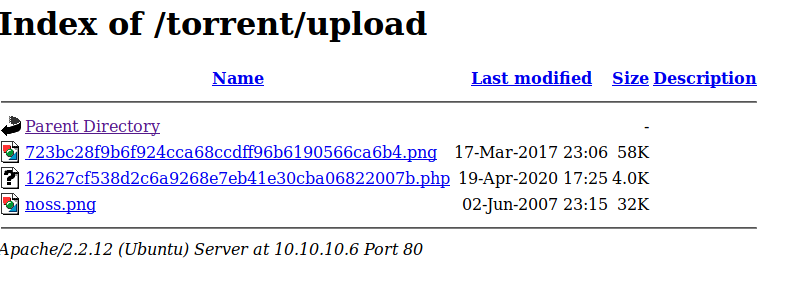 Index of /torrent/upload
Name Last modified Size Description
Parent Directory -
723bc28f9b6f924cca68ccdff96b6190566ca6b4.png 17-Mar-2017 23:06 58K
12627cf538d2c6a9268e7eb41e30cba06822007b.php 19-Apr-2020 17:25 4.0K
noss.png 02-Jun-2007 23:15 32K
Apache/2.2.12 (Ubuntu) Server at 10.10.10.6 Port 80